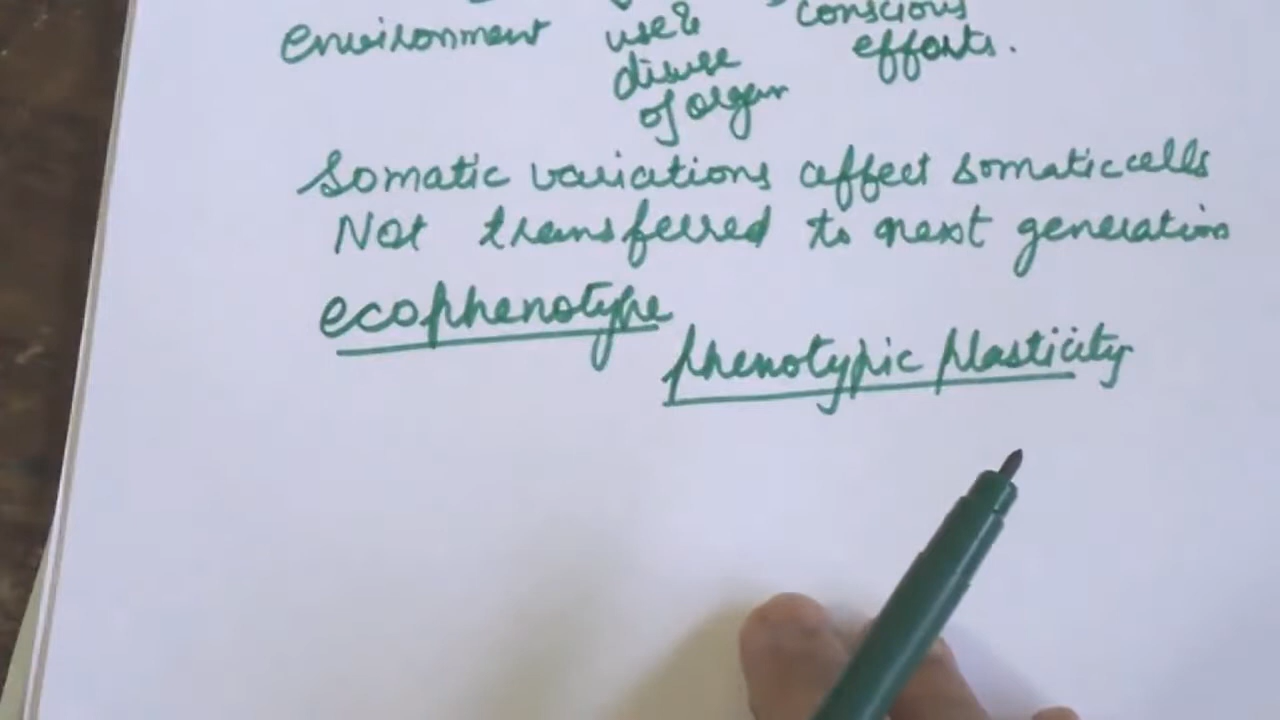 environment use & conscious
disuse efforts.
of organ
Somatic variations affect somatic cells
Not transferred to next generation
ecophenotype
phenotypic plasticity